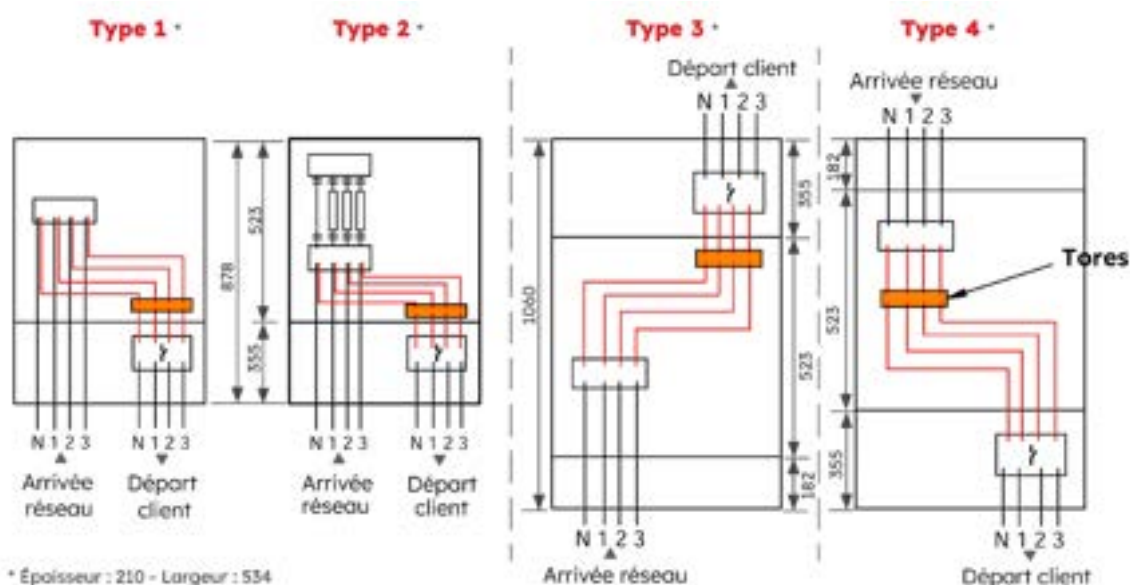 Type 1 *
Type 2 *
Type 3 *
Type 4 *
Départ client
N 1 2 3
Arrivée réseau
N 1 2 3
523
878
355
1060
355
523
182
182
523
355
Tores
N 1 2 3
Arrivée
réseau
N 1 2 3
Départ
client
N 1 2 3
Arrivée
réseau
N 1 2 3
Départ
client
N 1 2 3
Arrivée réseau
N 1 2 3
Départ client
* Épaisseur : 210 - Largeur : 534